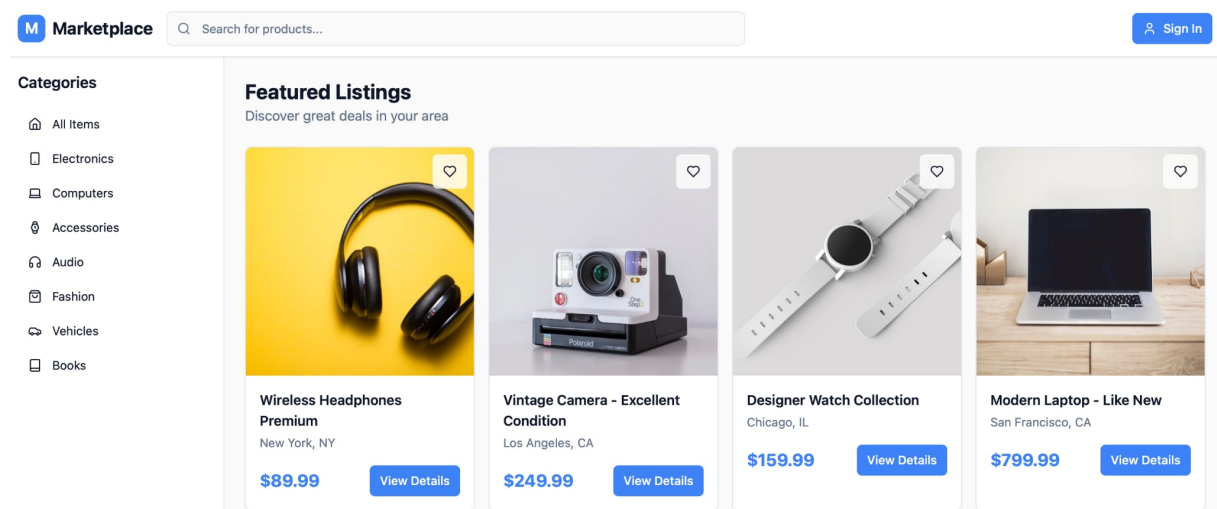 M Marketplace
Search for products...
Sign In
Categories
All Items
Electronics
Computers
Accessories
Audio
Fashion
Vehicles
Books
Featured Listings
Discover great deals in your area
One
Step
Polaroid
Wireless Headphones
Premium
New York, NY
$89.99
View Details
Vintage Camera - Excellent
Condition
Los Angeles, CA
$249.99
View Details
Designer Watch Collection
Chicago, IL
$159.99
View Details
Modern Laptop - Like New
San Francisco, CA
$799.99
View Details